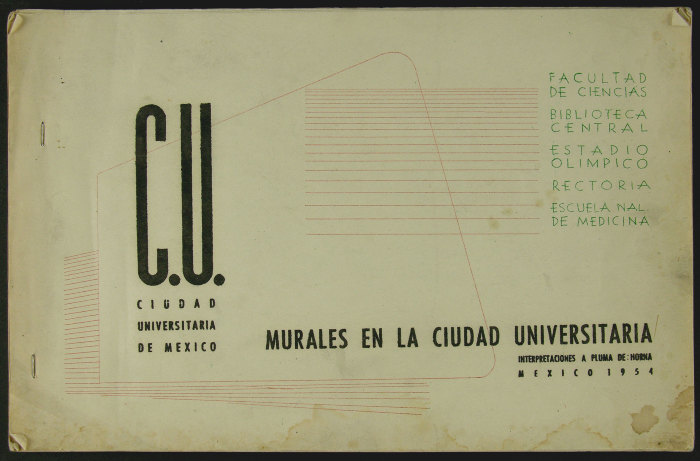 C.U.
CIUDAD
UNIVERSITARIA
DE MEXICO
FACULTAD
DE CIENCIAS
BIBLIOTECA
CENTRAL
ESTADIO
OLIMPICO
RECTORIA
ESCUELA NAL.
DE MEDICINA
MURALES EN LA CIUDAD UNIVERSITARIA
INTERPRETACIONES A PLUMA DE: HORNA
MEXICO 1954